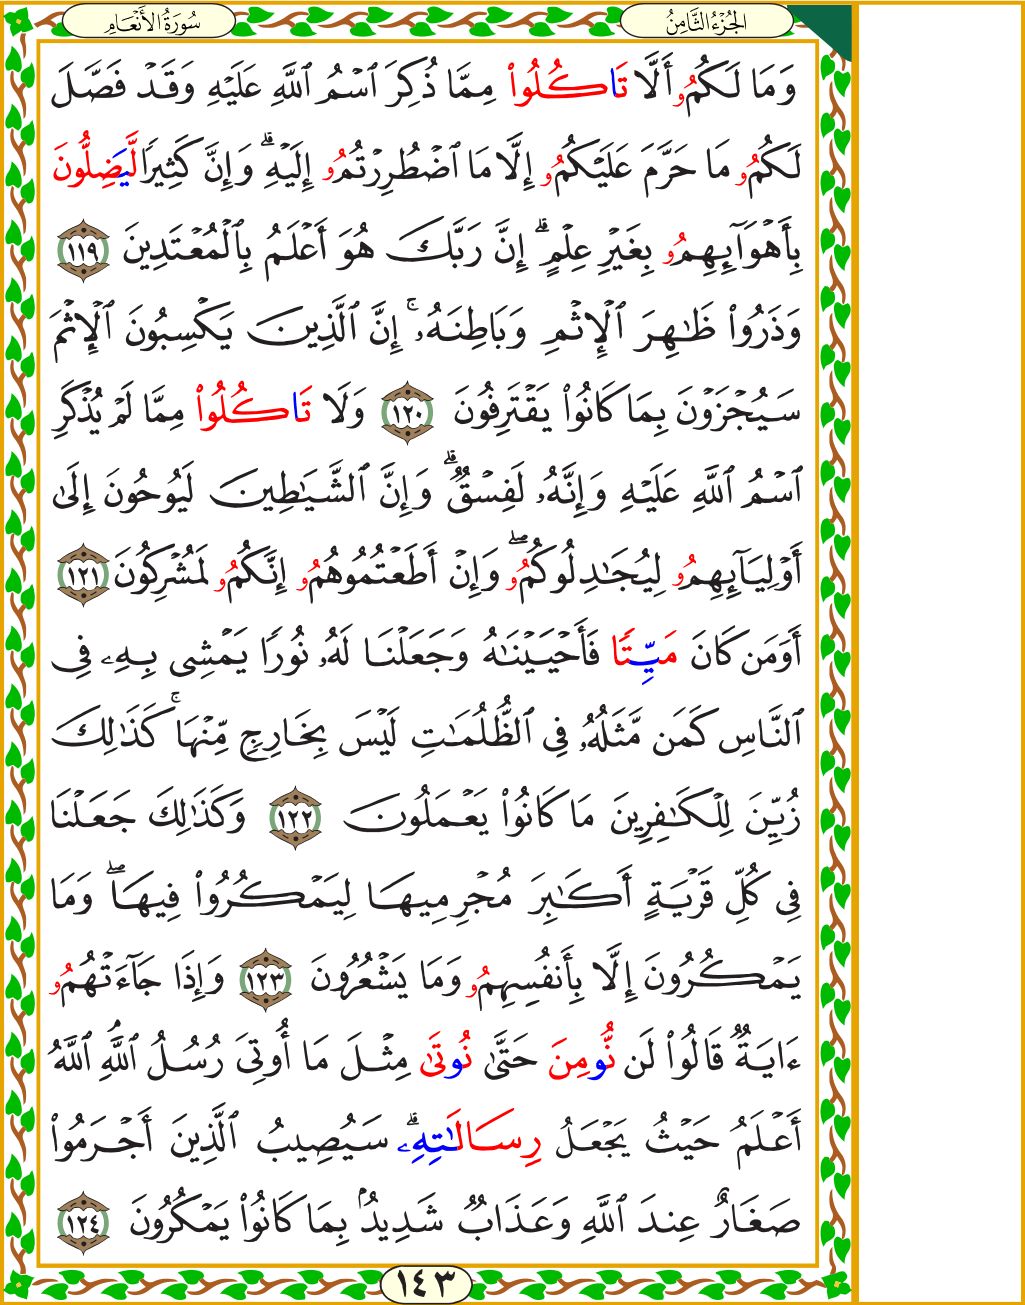 الجُزْءُ الثَّامِنُ
سُورَةُ الأَنْعَامِ
وَمَا لَكُمُۥ أَلَّا تَاكُلُوا۟ مِمَّا ذُكِرَ ٱسْمُ ٱللَّهِ عَلَيْهِ وَقَدْ فَصَّلَ
لَكُمُۥ مَا حَرَّمَ عَلَيْكُمُۥ إِلَّا مَا ٱضْطُرِرْتُمُۥ إِلَيْهِ ۗ وَإِنَّ كَثِيرًا لَّيَضِلُّونَ
بِأَهْوَآئِهِمُۥ بِغَيْرِ عِلْمٍ ۗ إِنَّ رَبَّكَ هُوَ أَعْلَمُ بِٱلْمُعْتَدِينَ ١١٩
وَذَرُوا۟ ظَٰهِرَ ٱلْإِثْمِ وَبَاطِنَهُۥٓ ۚ إِنَّ ٱلَّذِينَ يَكْسِبُونَ ٱلْإِثْمَ
سَيُجْزَوْنَ بِمَا كَانُوا۟ يَقْتَرِفُونَ ١٢٠ وَلَا تَاكُلُوا۟ مِمَّا لَمْ يُذْكَرِ
ٱسْمُ ٱللَّهِ عَلَيْهِ وَإِنَّهُۥ لَفِسْقٌ ۗ وَإِنَّ ٱلشَّيَٰطِينَ لَيُوحُونَ إِلَىٰ
أَوْلِيَآئِهِمُۥ لِيُجَٰدِلُوكُمُۥ ۖ وَإِنْ أَطَعْتُمُوهُمُۥ إِنَّكُمُۥ لَمُشْرِكُونَ ١٢١
أَوَمَن كَانَ مَيِّتًا فَأَحْيَيْنَٰهُ وَجَعَلْنَا لَهُۥ نُورًا يَمْشِى بِهِۦ فِى
ٱلنَّاسِ كَمَن مَّثَلُهُۥ فِى ٱلظُّلُمَٰتِ لَيْسَ بِخَارِجٍ مِّنْهَا ۚ كَذَٰلِكَ
زُيِّنَ لِلْكَٰفِرِينَ مَا كَانُوا۟ يَعْمَلُونَ ١٢٢ وَكَذَٰلِكَ جَعَلْنَا
فِى كُلِّ قَرْيَةٍ أَكَٰبِرَ مُجْرِمِيهَا لِيَمْكُرُوا۟ فِيهَا ۖ وَمَا
يَمْكُرُونَ إِلَّا بِأَنفُسِهِمُۥ وَمَا يَشْعُرُونَ ١٢٣ وَإِذَا جَآءَتْهُمُۥ
ءَايَةٌ قَالُوا۟ لَن نُّومِنَ حَتَّىٰ نُوتَىٰ مِثْلَ مَا أُوتِىَ رُسُلُ ٱللَّهِ ۘ ٱللَّهُ
أَعْلَمُ حَيْثُ يَجْعَلُ رِسَالَٰتِهِۦ ۗ سَيُصِيبُ ٱلَّذِينَ أَجْرَمُوا۟
صَغَارٌ عِندَ ٱللَّهِ وَعَذَابٌ شَدِيدٌۢ بِمَا كَانُوا۟ يَمْكُرُونَ ١٢٤
١٤٣